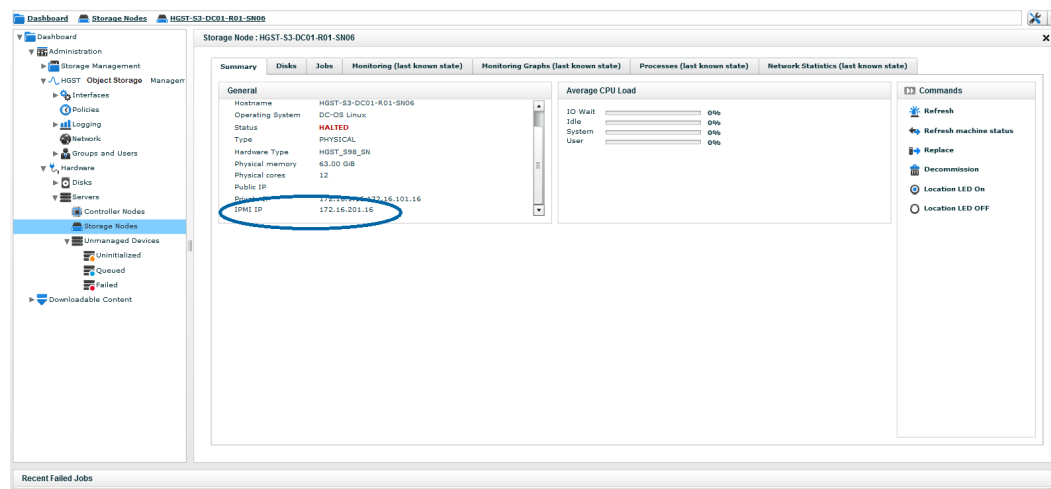 Dashboard Storage Nodes HGST-S3-DC01-R01-SN06
Dashboard
Administration
Storage Management
HGST Object Storage Managem
Interfaces
Policies
Logging
Network
Groups and Users
Hardware
Disks
Servers
Controller Nodes
Storage Nodes
Unmanaged Devices
Uninitialized
Queued
Failed
Downloadable Content
Storage Node : HGST-S3-DC01-R01-SN06
Summary Disks Jobs Monitoring (last known state) Monitoring Graphs (last known state) Processes (last known state) Network Statistics (last known state)
General
Hostname HGST-S3-DC01-R01-SN06
Operating System DC-OS Linux
Status HALTED
Type PHYSICAL
Hardware Type HGST_S98_SN
Physical memory 63.00 GiB
Physical cores 12
Public IP
IP 172.16.101.16
IPMI IP 172.16.201.16
Average CPU Load
IO Wait 0%
Idle 0%
System 0%
User 0%
Commands
Refresh
Refresh machine status
Replace
Decommission
Location LED On
Location LED OFF
Recent Failed Jobs